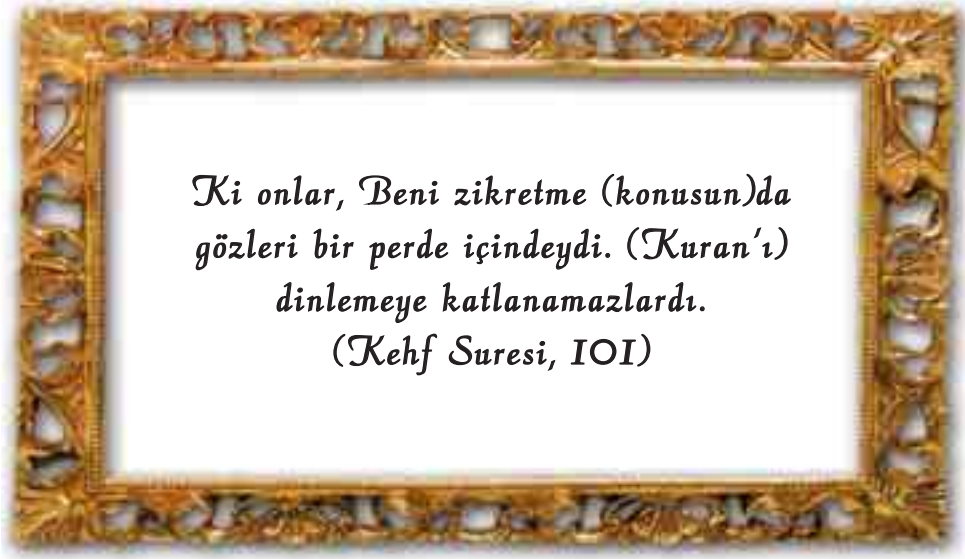 Ki onlar, Beni zikretme (konusun)da
gözleri bir perde içindeydi. (Kuran'ı)
dinlemeye katlanamazlardı.
(Kehf Suresi, 101)